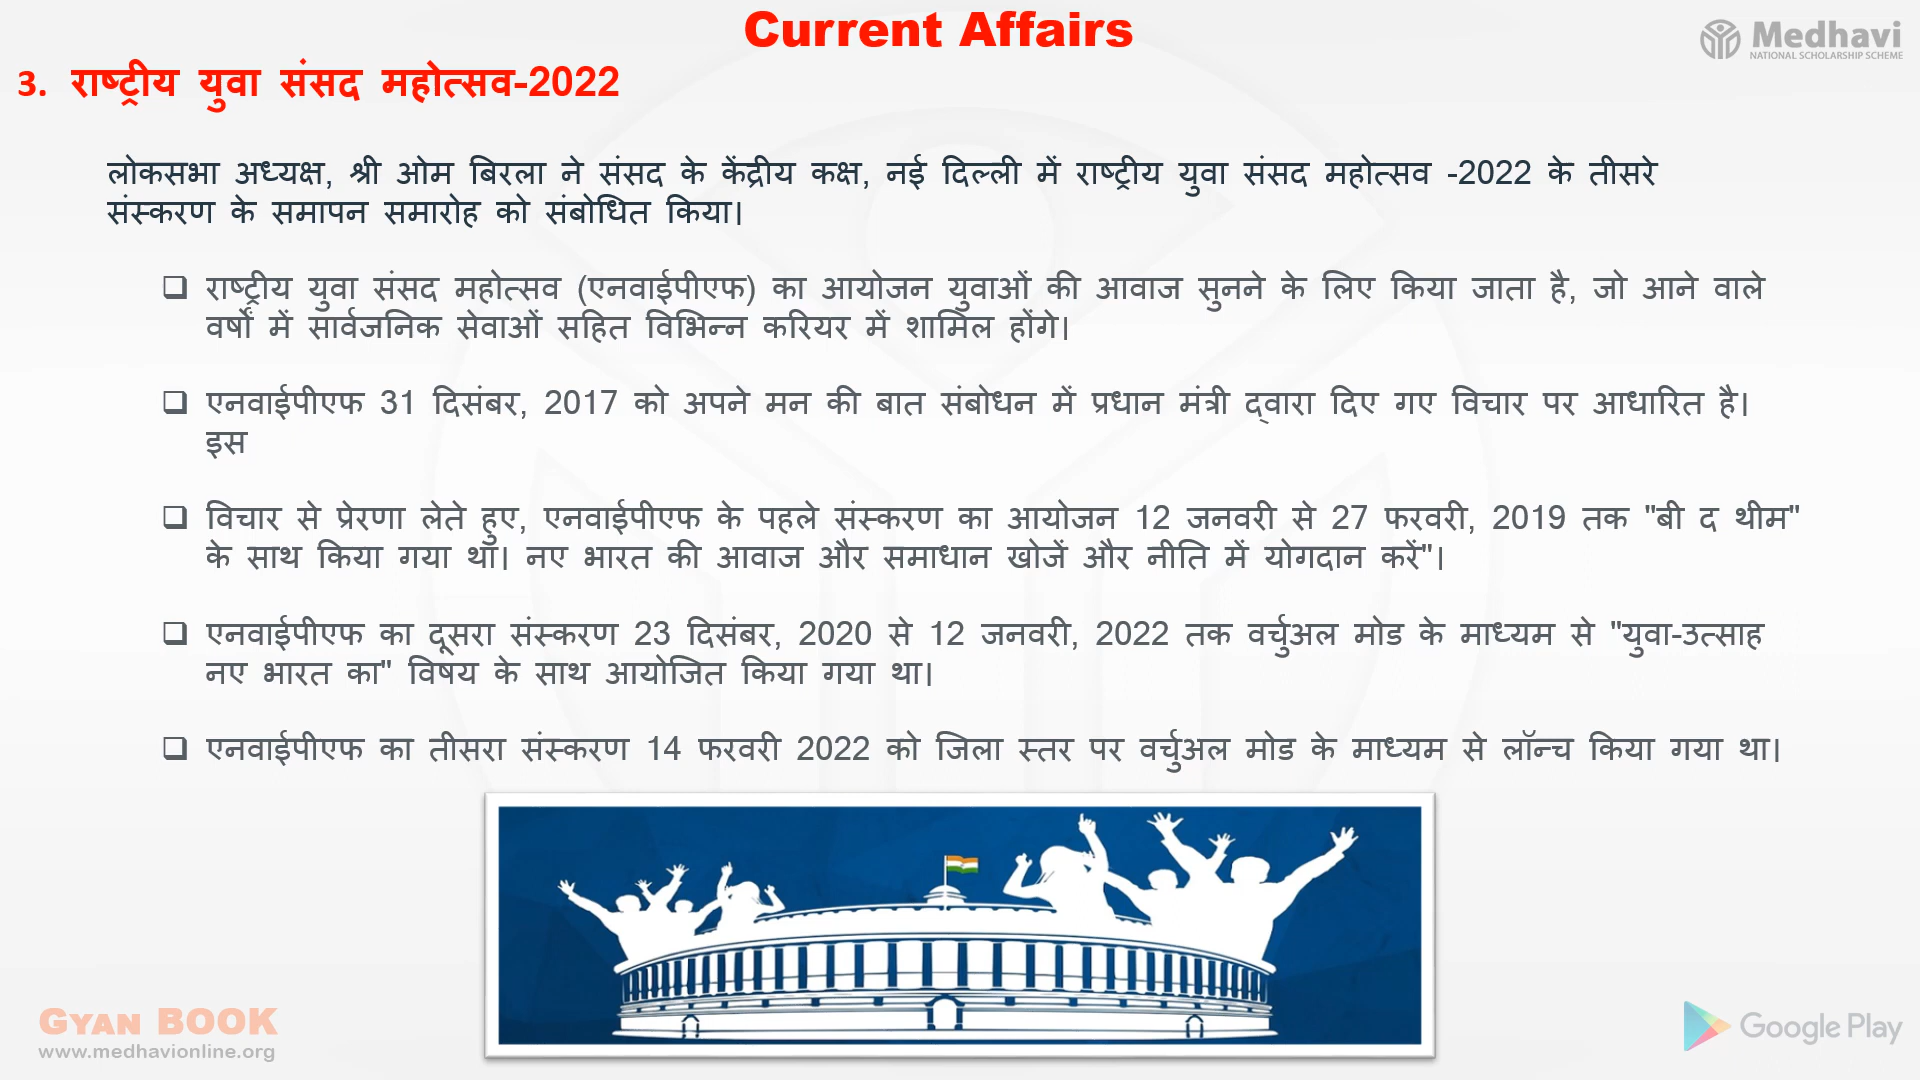 Current Affairs
Medhavi
NATIONAL SCHOLARSHIP SCHEME
3. राष्ट्रीय युवा संसद महोत्सव-2022
लोकसभा अध्यक्ष, श्री ओम बिरला ने संसद के केंद्रीय कक्ष, नई दिल्ली में राष्ट्रीय युवा संसद महोत्सव -2022 के तीसरे
संस्करण के समापन समारोह को संबोधित किया।
❑ राष्ट्रीय युवा संसद महोत्सव (एनवाईपीएफ) का आयोजन युवाओं की आवाज सुनने के लिए किया जाता है, जो आने वाले
वर्षों में सार्वजनिक सेवाओं सहित विभिन्न करियर में शामिल होंगे।
❑ एनवाईपीएफ 31 दिसंबर, 2017 को अपने मन की बात संबोधन में प्रधान मंत्री द्वारा दिए गए विचार पर आधारित है।
इस
❑ विचार से प्रेरणा लेते हुए, एनवाईपीएफ के पहले संस्करण का आयोजन 12 जनवरी से 27 फरवरी, 2019 तक "बी द थीम"
के साथ किया गया था। नए भारत की आवाज और समाधान खोजें और नीति में योगदान करें"।
❑ एनवाईपीएफ का दूसरा संस्करण 23 दिसंबर, 2020 से 12 जनवरी, 2022 तक वर्चुअल मोड के माध्यम से "युवा-उत्साह
नए भारत का" विषय के साथ आयोजित किया गया था।
❑ एनवाईपीएफ का तीसरा संस्करण 14 फरवरी 2022 को जिला स्तर पर वर्चुअल मोड के माध्यम से लॉन्च किया गया था।
GYAN BOOK
www.medhavionline.org
Google Play